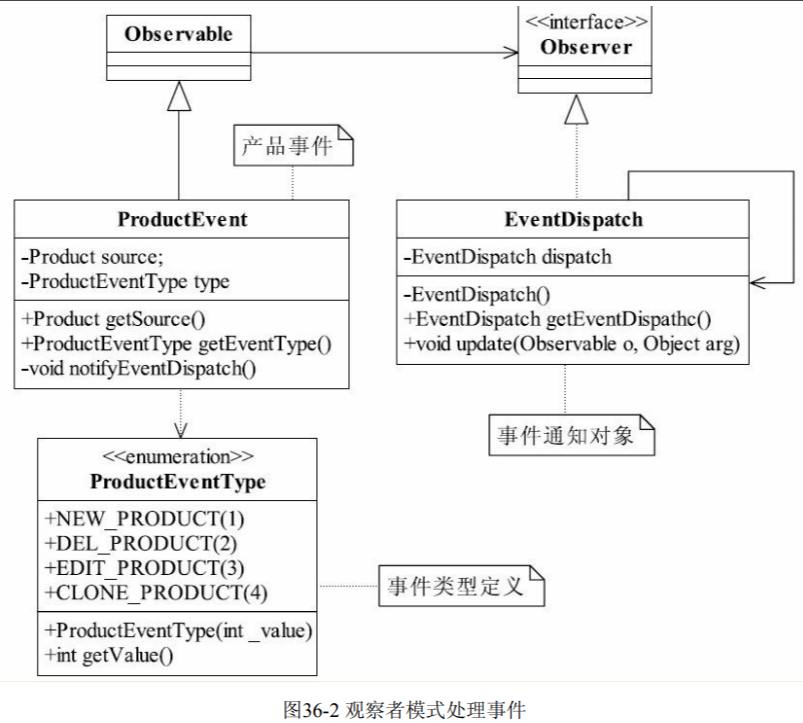 Observable
<<interface>>
Observer
产品事件
ProductEvent
-Product source;
-ProductEventType type
+Product getSource()
+ProductEventType getEventType()
-void notifyEventDispatch()
EventDispatch
-EventDispatch dispatch
-EventDispatch()
+EventDispatch getEventDispathc()
+void update(Observable o, Object arg)
事件通知对象
<<enumeration>>
ProductEventType
+NEW_PRODUCT(1)
+DEL_PRODUCT(2)
+EDIT_PRODUCT(3)
+CLONE_PRODUCT(4)
+ProductEventType(int _value)
+int getValue()
事件类型定义
图36-2 观察者模式处理事件